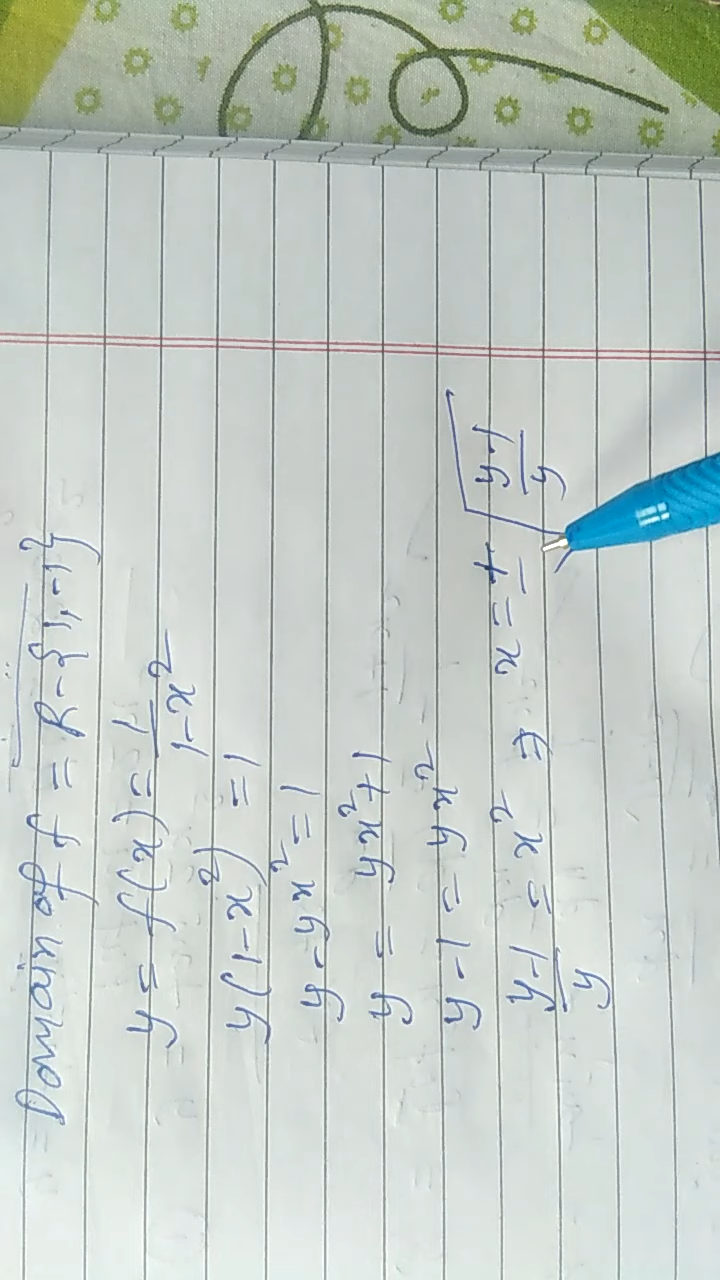 Domain of f = R - {1, -1}
y = f(x) = 1/(1-x²)
y(1-x²) = 1
y - yx² = 1
y = yx² + 1
y - 1 = yx²
(y-1)/y = x² ⇒ x = ±√((y-1)/y)